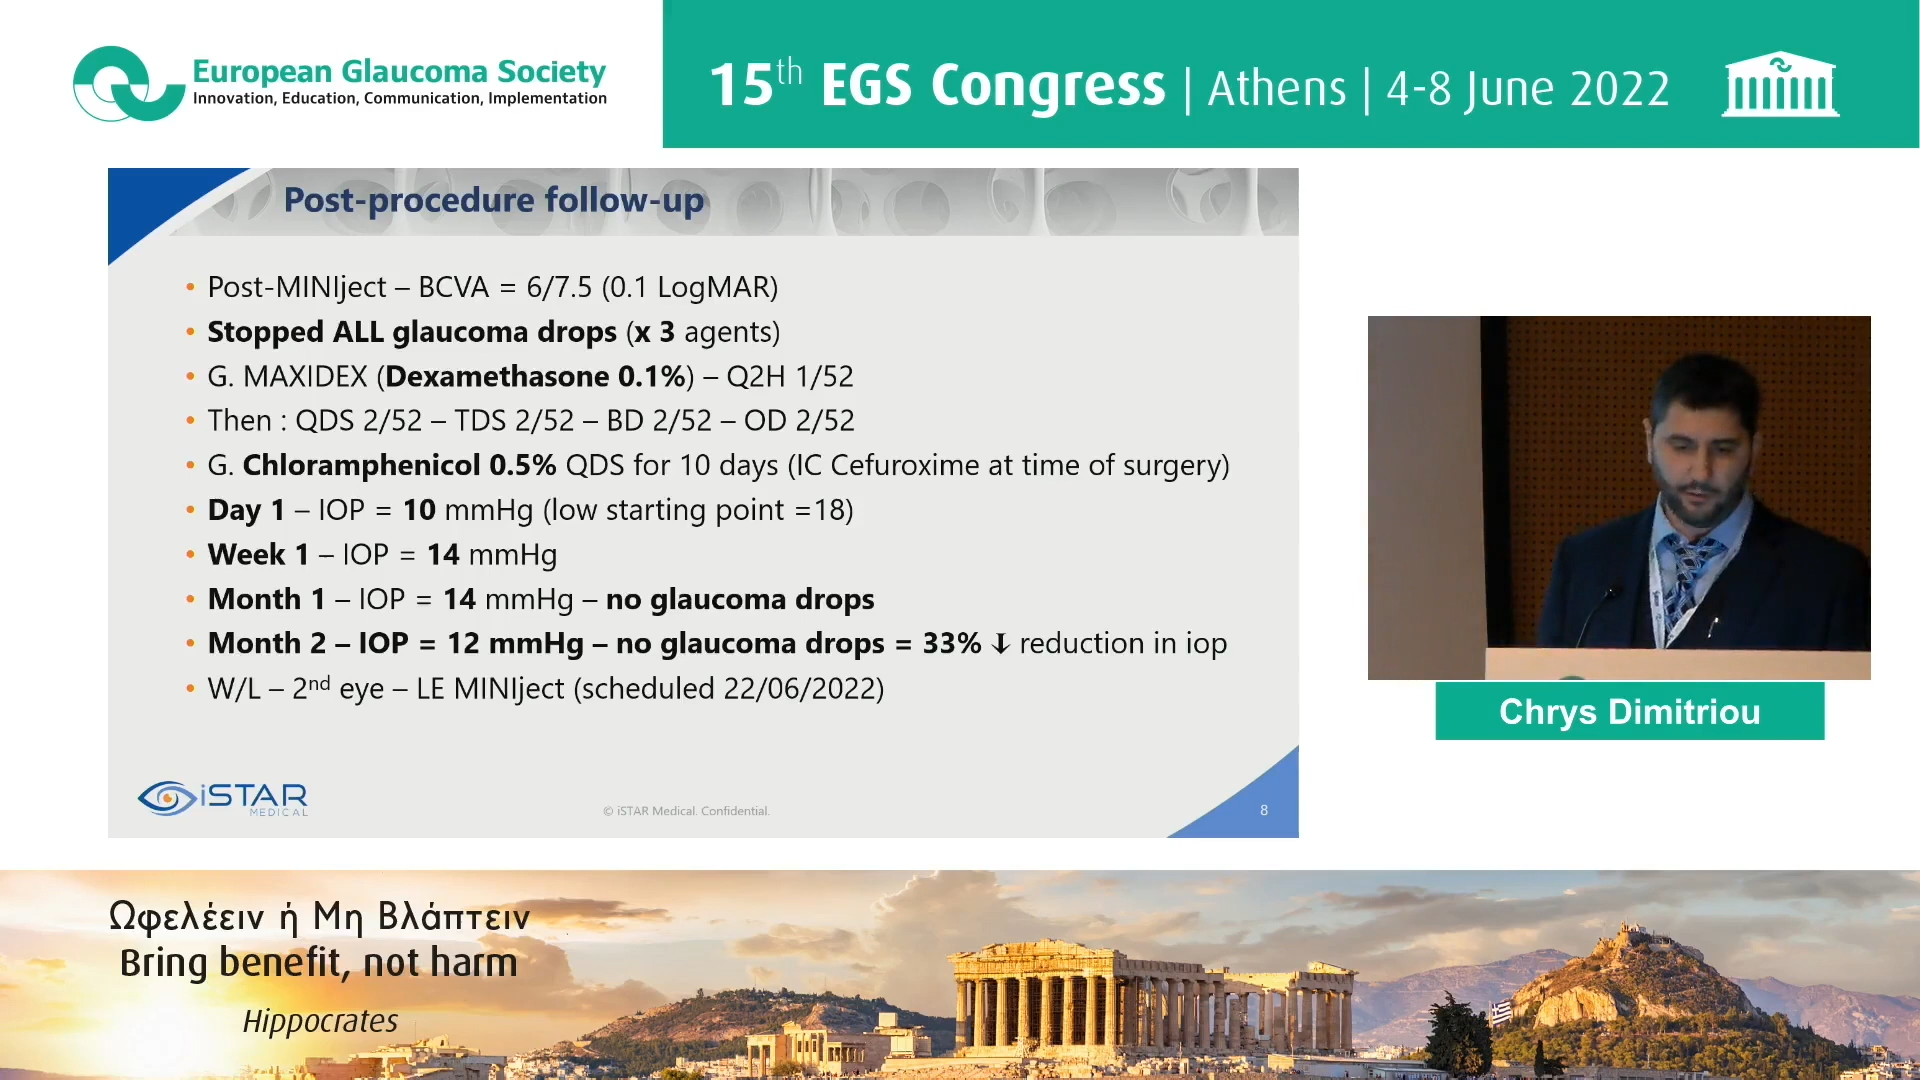 European Glaucoma Society
Innovation, Education, Communication, Implementation
15th EGS Congress | Athens | 4-8 June 2022
Post-procedure follow-up
• Post-MINIject – BCVA = 6/7.5 (0.1 LogMAR)
• Stopped ALL glaucoma drops (x 3 agents)
• G. MAXIDEX (Dexamethasone 0.1%) – Q2H 1/52
• Then : QDS 2/52 – TDS 2/52 – BD 2/52 – OD 2/52
• G. Chloramphenicol 0.5% QDS for 10 days (IC Cefuroxime at time of surgery)
• Day 1 – IOP = 10 mmHg (low starting point =18)
• Week 1 – IOP = 14 mmHg
• Month 1 – IOP = 14 mmHg – no glaucoma drops
• Month 2 – IOP = 12 mmHg – no glaucoma drops = 33% ↓ reduction in iop
• W/L – 2nd eye – LE MINIject (scheduled 22/06/2022)
iSTAR
MEDICAL
© iSTAR Medical. Confidential.
8
Chrys Dimitriou
Ωφελέειν ή Μη Βλάπτειν
Bring benefit, not harm
Hippocrates